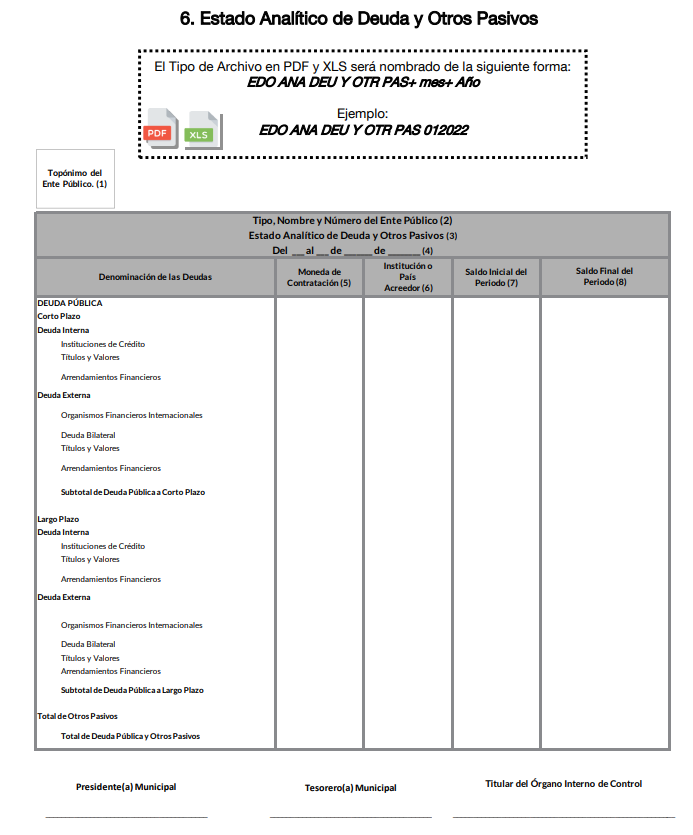 6. Estado Analítico de Deuda y Otros Pasivos
El Tipo de Archivo en PDF y XLS será nombrado de la siguiente forma:
EDO ANA DEU Y OTR PAS+ mes+ Año
Ejemplo:
EDO ANA DEU Y OTR PAS 012022
PDF
XLS
Topónimo del
Ente Público. (1)
Tipo, Nombre y Número del Ente Público (2)
Estado Analítico de Deuda y Otros Pasivos (3)
Del ___ al ___ de ______ de _______ (4)
Denominación de las Deudas
Moneda de
Contratación (5)
Institución o
País
Acreedor (6)
Saldo Inicial del
Periodo (7)
Saldo Final del
Periodo (8)
DEUDA PÚBLICA
Corto Plazo
Deuda Interna
Instituciones de Crédito
Títulos y Valores
Arrendamientos Financieros
Deuda Externa
Organismos Financieros Internacionales
Deuda Bilateral
Títulos y Valores
Arrendamientos Financieros
Subtotal de Deuda Pública a Corto Plazo
Largo Plazo
Deuda Interna
Instituciones de Crédito
Títulos y Valores
Arrendamientos Financieros
Deuda Externa
Organismos Financieros Internacionales
Deuda Bilateral
Títulos y Valores
Arrendamientos Financieros
Subtotal de Deuda Pública a Largo Plazo
Total de Otros Pasivos
Total de Deuda Pública y Otros Pasivos
Presidente(a) Municipal
Tesorero(a) Municipal
Titular del Órgano Interno de Control